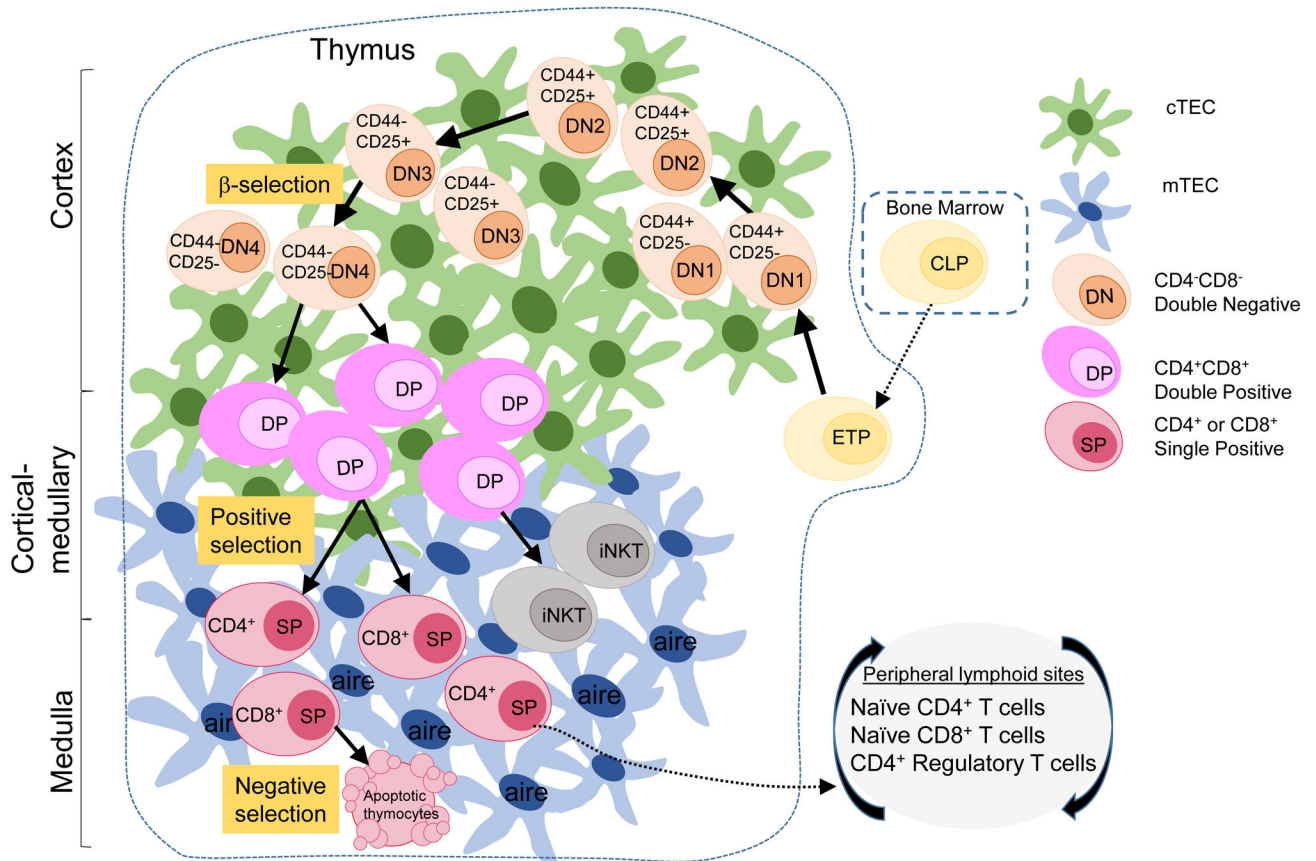 Thymus
Cortex
Cortical-
medullary
Medulla
CD44+
CD25+
DN2
CD44+
CD25+
DN2
CD44-
CD25+
DN3
CD44-
CD25+
DN3
β-selection
CD44+
CD25-
DN1
CD44+
CD25-
DN1
CD44-
CD25-
DN4
CD44-
CD25-
DN4
Bone Marrow
CLP
ETP
DP
DP
DP
DP
DP
Positive
selection
iNKT
iNKT
CD4⁺
SP
CD8⁺
SP
CD4⁺
SP
CD8⁺
SP
aire
aire
aire
aire
aire
aire
Negative
selection
Apoptotic
thymocytes
cTEC
mTEC
DN
CD4⁻CD8⁻
Double Negative
DP
CD4⁺CD8⁺
Double Positive
SP
CD4⁺ or CD8⁺
Single Positive
Peripheral lymphoid sites
Naïve CD4⁺ T cells
Naïve CD8⁺ T cells
CD4⁺ Regulatory T cells